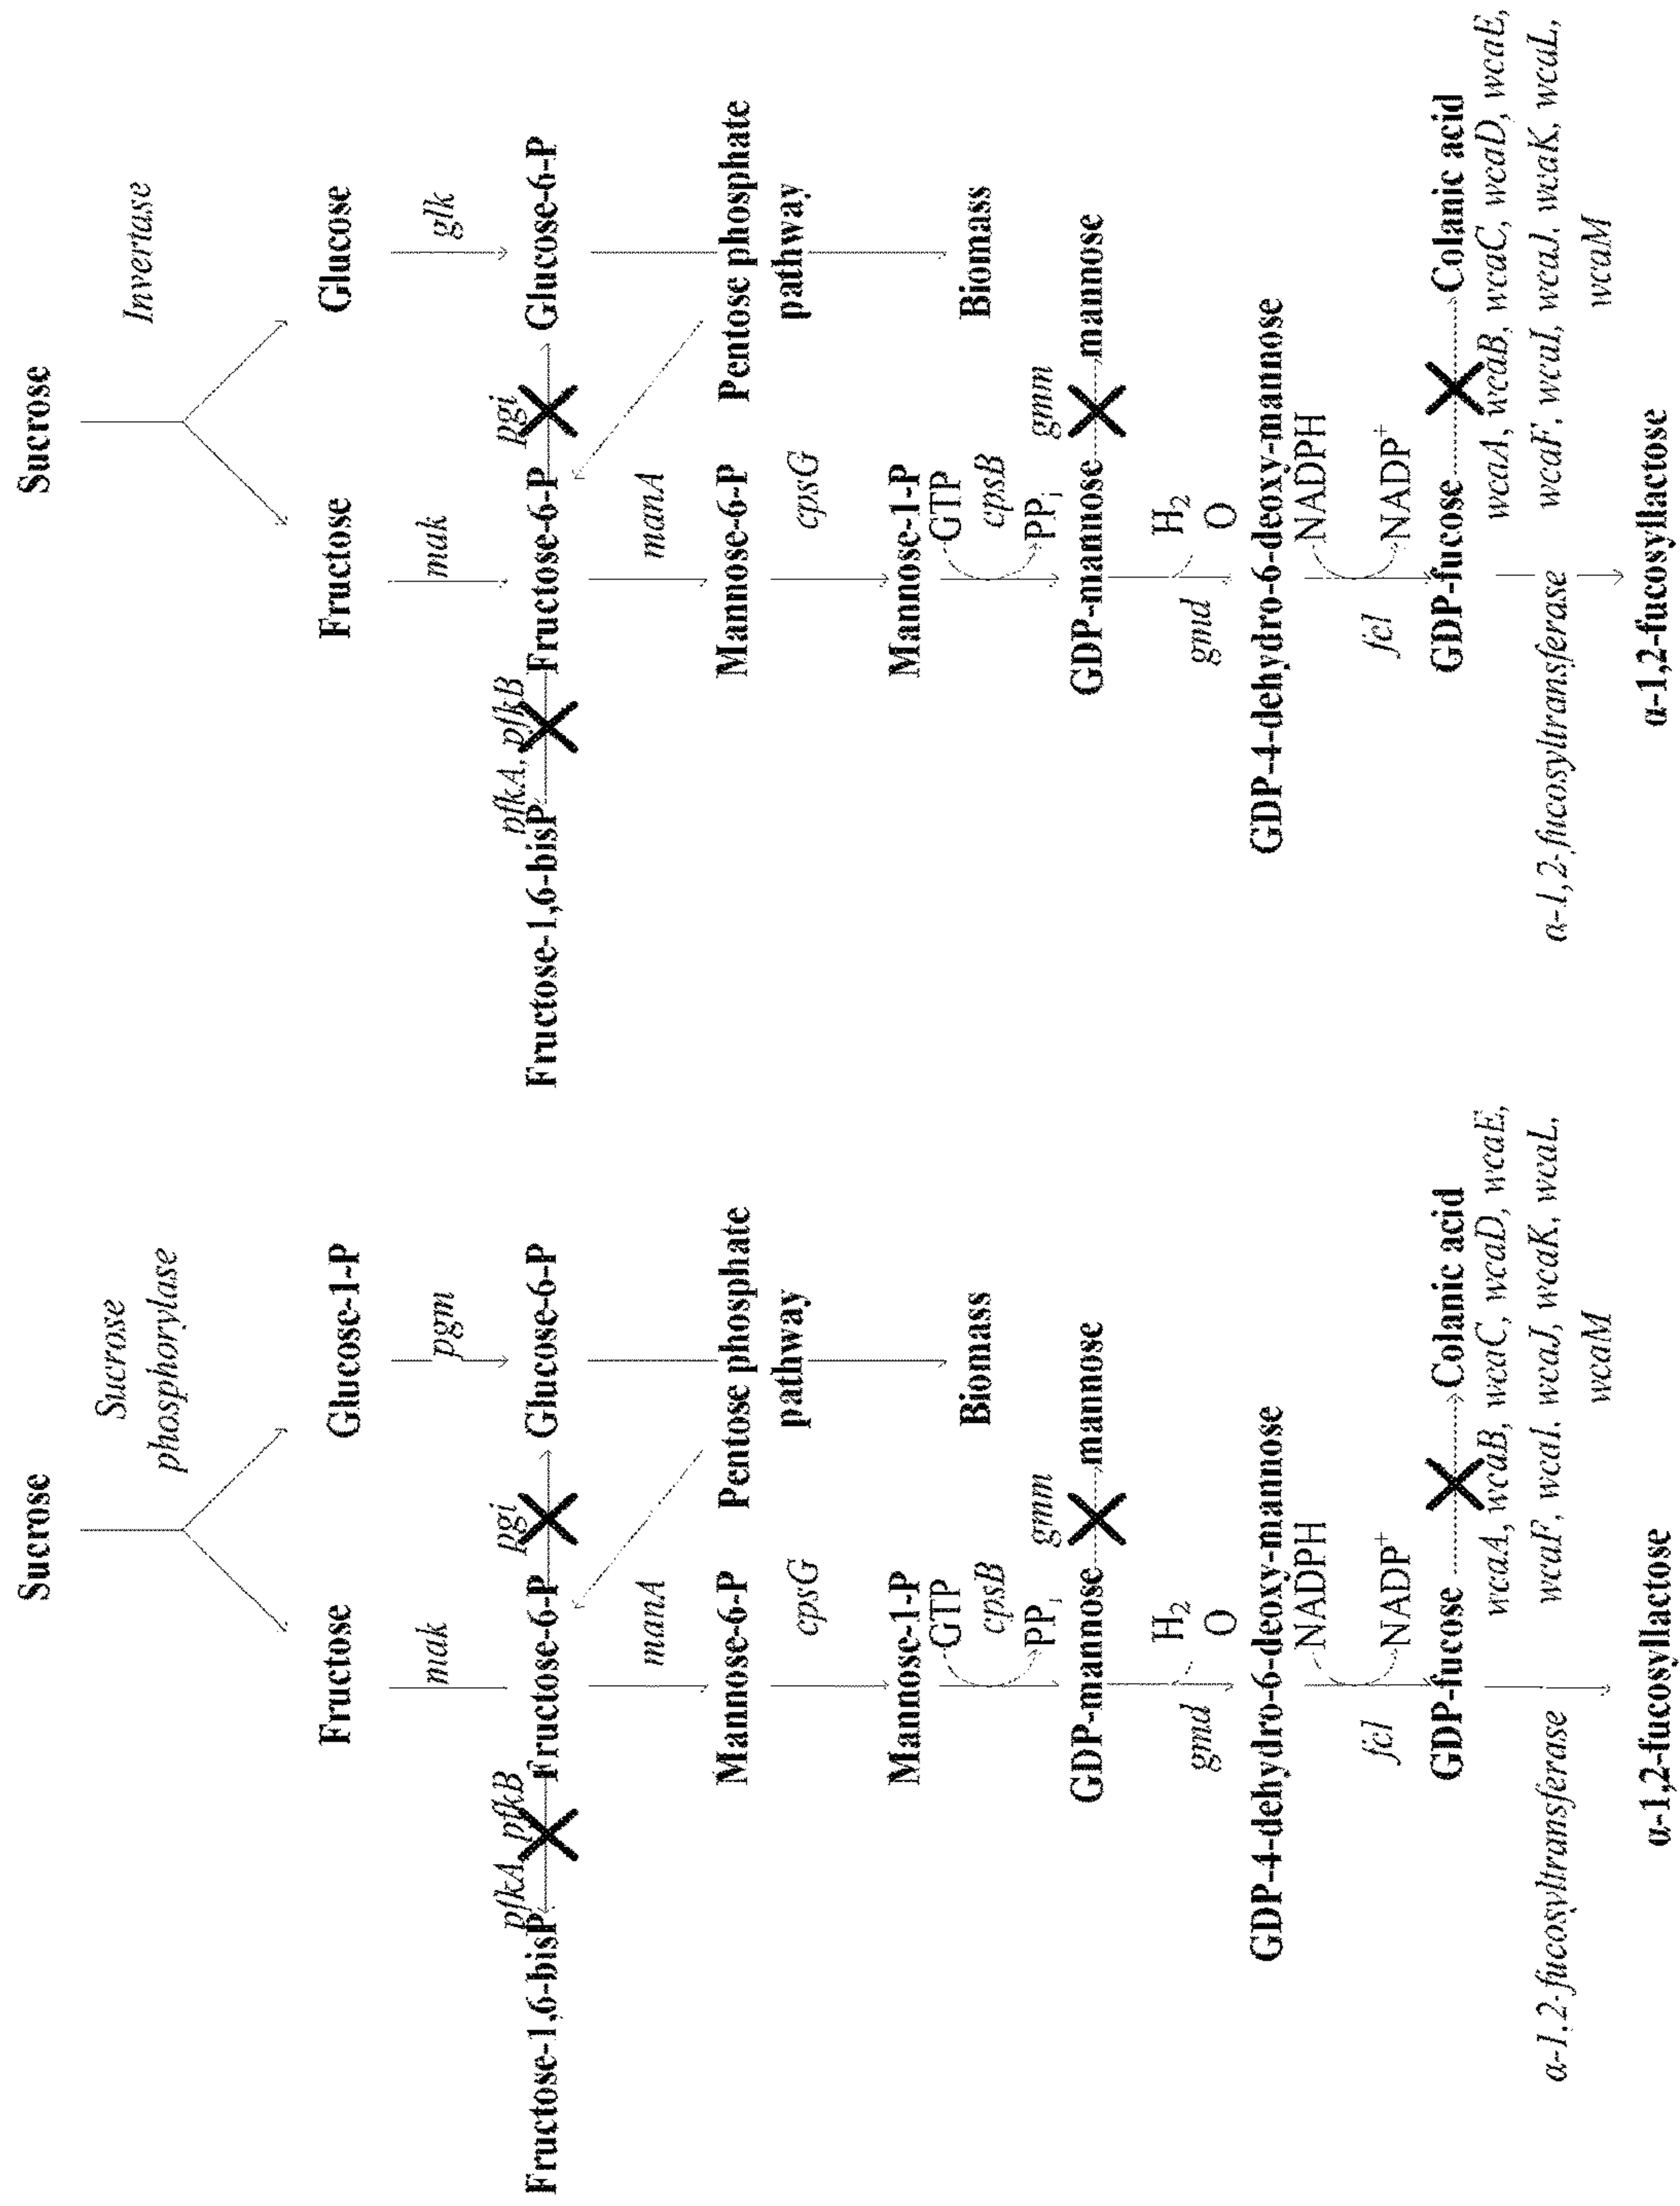 Sucrose
Sucrose
phosphorylase
Fructose
Glucose-1-P
mak
pgm
pfkA, pfkB
pgi
Fructose-1,6-bisP
Fructose-6-P
Glucose-6-P
manA
Mannose-6-P
Pentose phosphate
pathway
cpsG
Mannose-1-P
Biomass
GTP
cpsB
PPi
gmm
GDP-mannose
mannose
gmd
H2
O
GDP-4-dehydro-6-deoxy-mannose
NADPH
fcl
NADP+
GDP-fucose
Colanic acid
wcaA, wcaB, wcaC, wcaD, wcaE,
wcaF, wcaI, wcaJ, wcaK, wcaL,
wcaM
α-1,2-fucosyltransferase
α-1,2-fucosyllactose
Sucrose
Invertase
Fructose
Glucose
mak
glk
pfkA, pfkB
pgi
Fructose-1,6-bisP
Fructose-6-P
Glucose-6-P
manA
Mannose-6-P
Pentose phosphate
pathway
cpsG
Mannose-1-P
Biomass
GTP
cpsB
PPi
gmm
GDP-mannose
mannose
gmd
H2
O
GDP-4-dehydro-6-deoxy-mannose
NADPH
fcl
NADP+
GDP-fucose
Colanic acid
wcaA, wcaB, wcaC, wcaD, wcaE,
wcaF, wcaI, wcaJ, wcaK, wcaL,
wcaM
α-1,2-fucosyltransferase
α-1,2-fucosyllactose